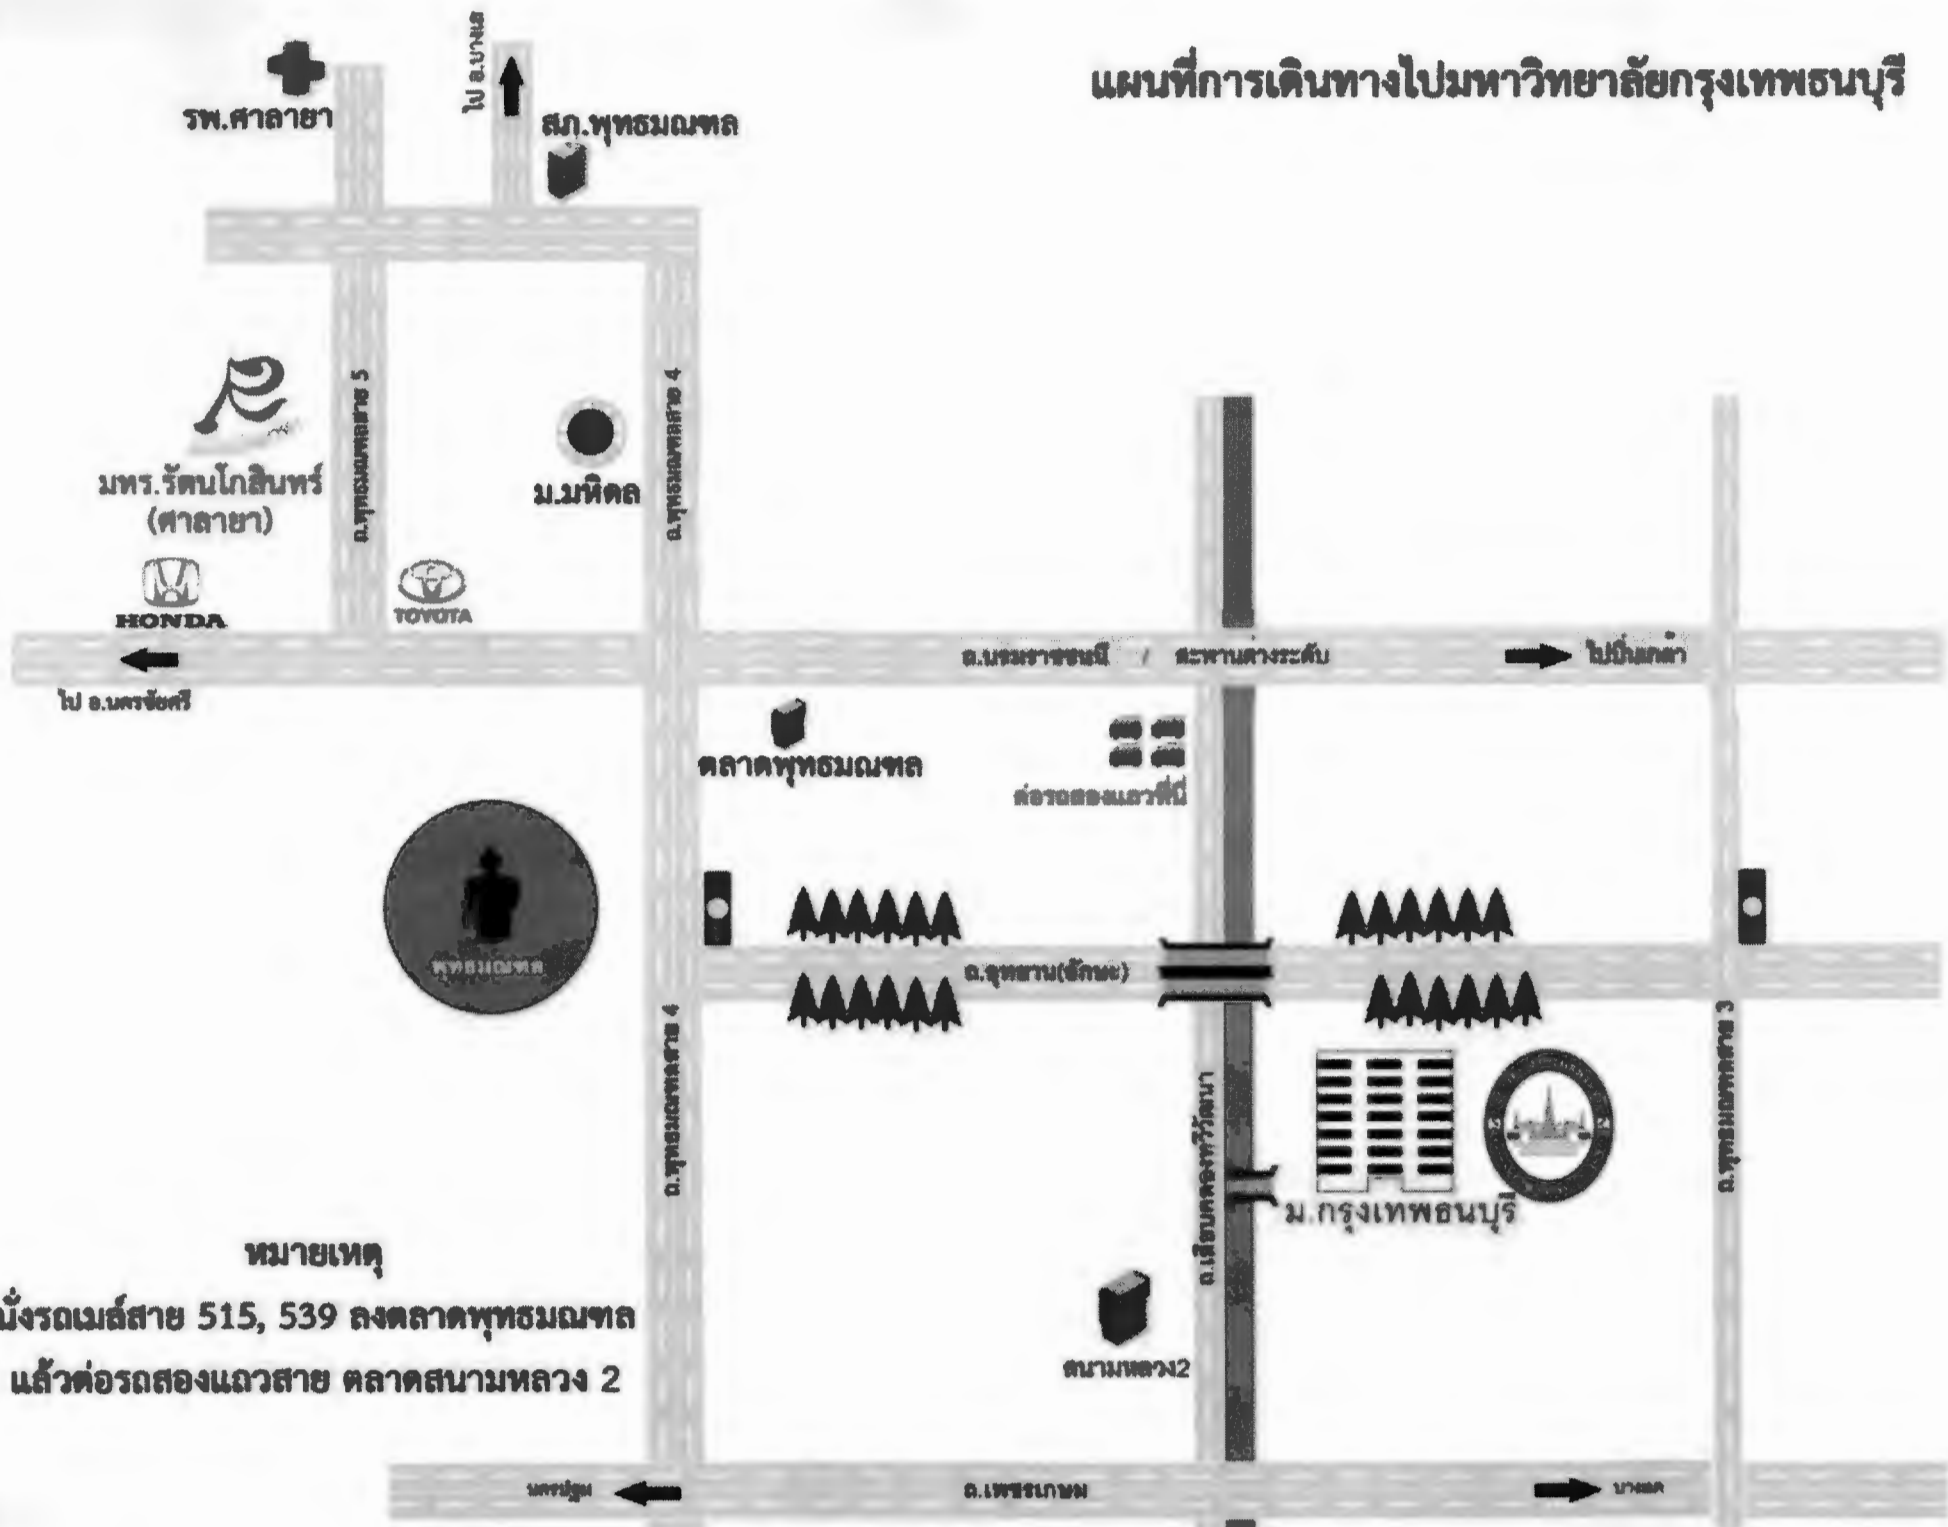 แผนที่การเดินทางไปมหาวิทยาลัยกรุงเทพธนบุรี
รพ.ศาลายา
ไป อ.บางเลน
สภ.พุทธมณฑล
ถ.พุทธมณฑลสาย 5
ถ.พุทธมณฑลสาย 4
มทร.รัตนโกสินทร์
(ศาลายา)
ม.มหิดล
HONDA
TOYOTA
ถ.บรมราชชนนี / สะพานต่างระดับ
ไปปิ่นเกล้า
ไป อ.นครชัยศรี
ตลาดพุทธมณฑล
ต่อรถสองแถวที่นี่
พุทธมณฑล
ถ.อุทยาน(อักษะ)
ถ.พุทธมณฑลสาย 4
ถ.เลียบคลองทวีวัฒนา
ถ.พุทธมณฑลสาย 3
ม.กรุงเทพธนบุรี
หมายเหตุ
นั่งรถเมล์สาย 515, 539 ลงตลาดพุทธมณฑล
แล้วต่อรถสองแถวสาย ตลาดสนามหลวง 2
สนามหลวง2
นครปฐม
ถ.เพชรเกษม
บางแค